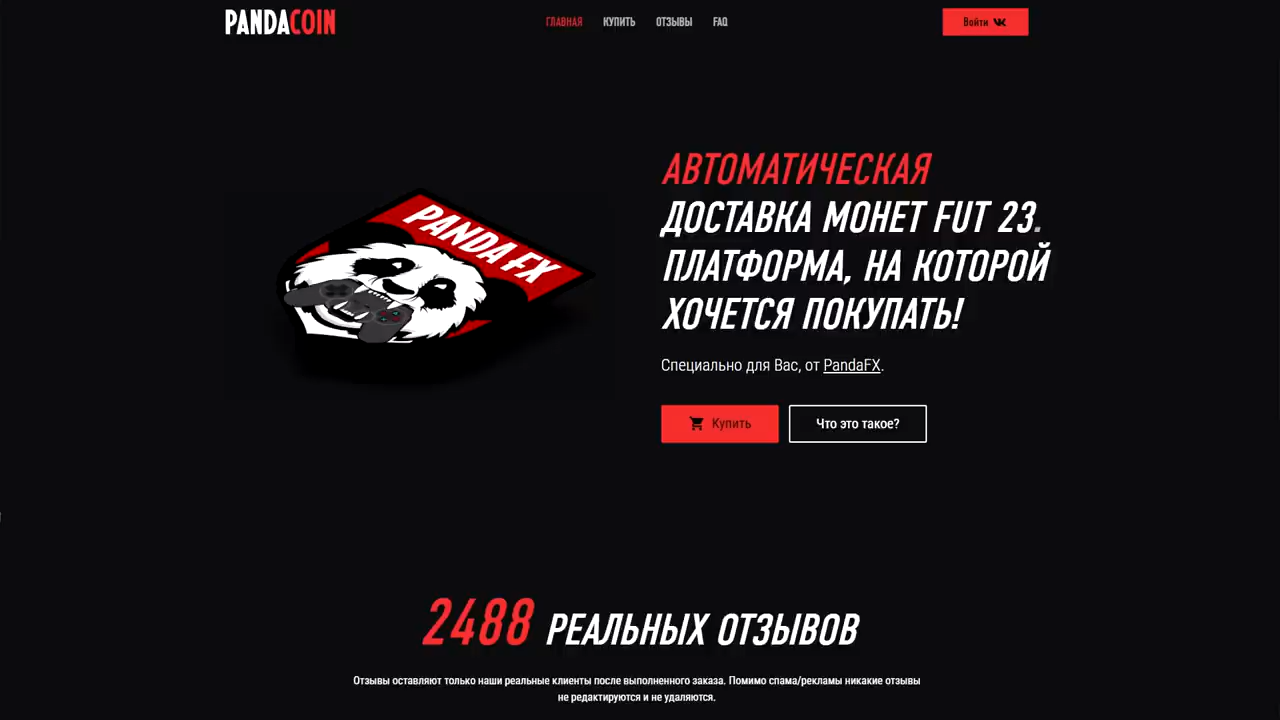 PANDACOIN
ГЛАВНАЯ
КУПИТЬ
ОТЗЫВЫ
FAQ
Войти
PANDA FX
АВТОМАТИЧЕСКАЯ
ДОСТАВКА МОНЕТ FUT 23.
ПЛАТФОРМА, НА КОТОРОЙ
ХОЧЕТСЯ ПОКУПАТЬ!
Специально для Вас, от PandaFX.
Купить
Что это такое?
2488 РЕАЛЬНЫХ ОТЗЫВОВ
Отзывы оставляют только наши реальные клиенты после выполненного заказа. Помимо спама/рекламы никакие отзывы
не редактируются и не удаляются.